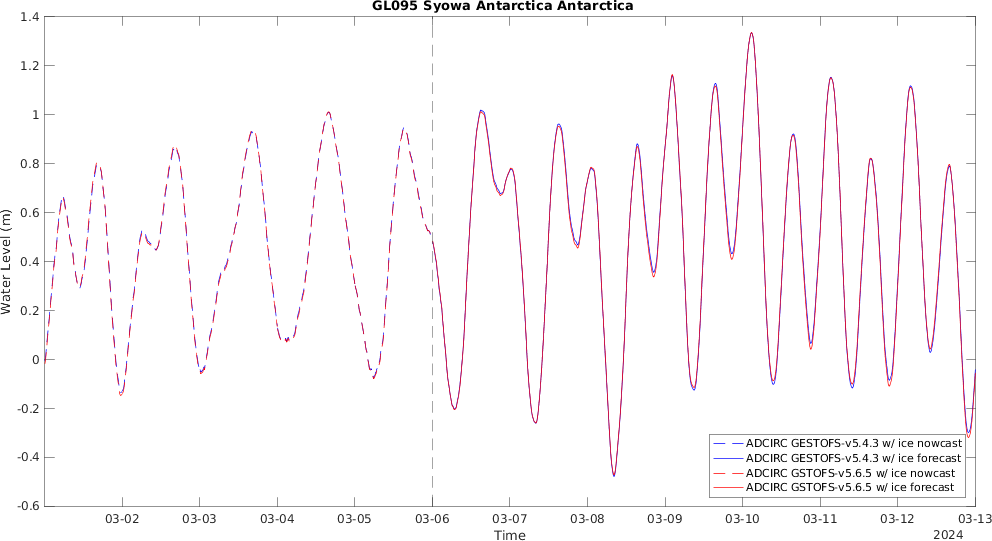 GL095 Syowa Antarctica Antarctica
1.4
1.2
1
0.8
0.6
0.4
0.2
0
-0.2
-0.4
-0.6
Water Level (m)
ADCIRC GESTOFS-v5.4.3 w/ ice nowcast
ADCIRC GESTOFS-v5.4.3 w/ ice forecast
ADCIRC GSTOFS-v5.6.5 w/ ice nowcast
ADCIRC GSTOFS-v5.6.5 w/ ice forecast
03-02 03-03 03-04 03-05 03-06 03-07 03-08 03-09 03-10 03-11 03-12 03-13
Time
2024